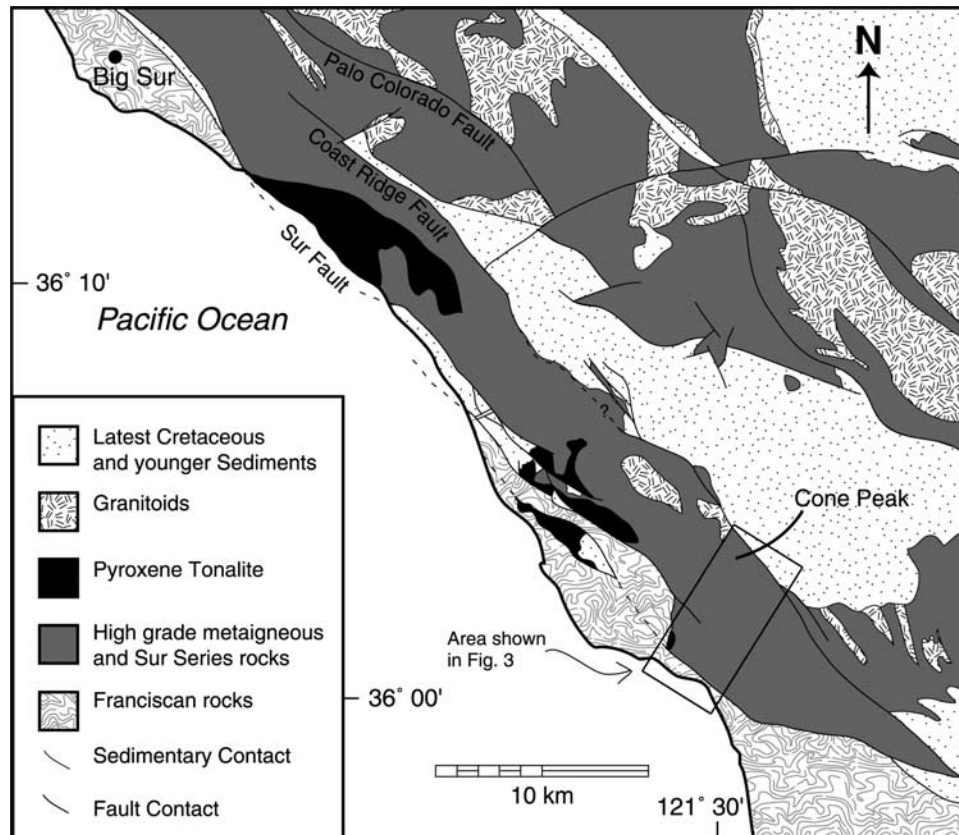 N
Big Sur
Palo Colorado Fault
Coast Ridge Fault
Sur Fault
36° 10'
Pacific Ocean
?
Cone Peak
Latest Cretaceous
and younger Sediments
Granitoids
Pyroxene Tonalite
High grade metaigneous
and Sur Series rocks
Franciscan rocks
Sedimentary Contact
Fault Contact
Area shown
in Fig. 3
36° 00'
10 km
121° 30'